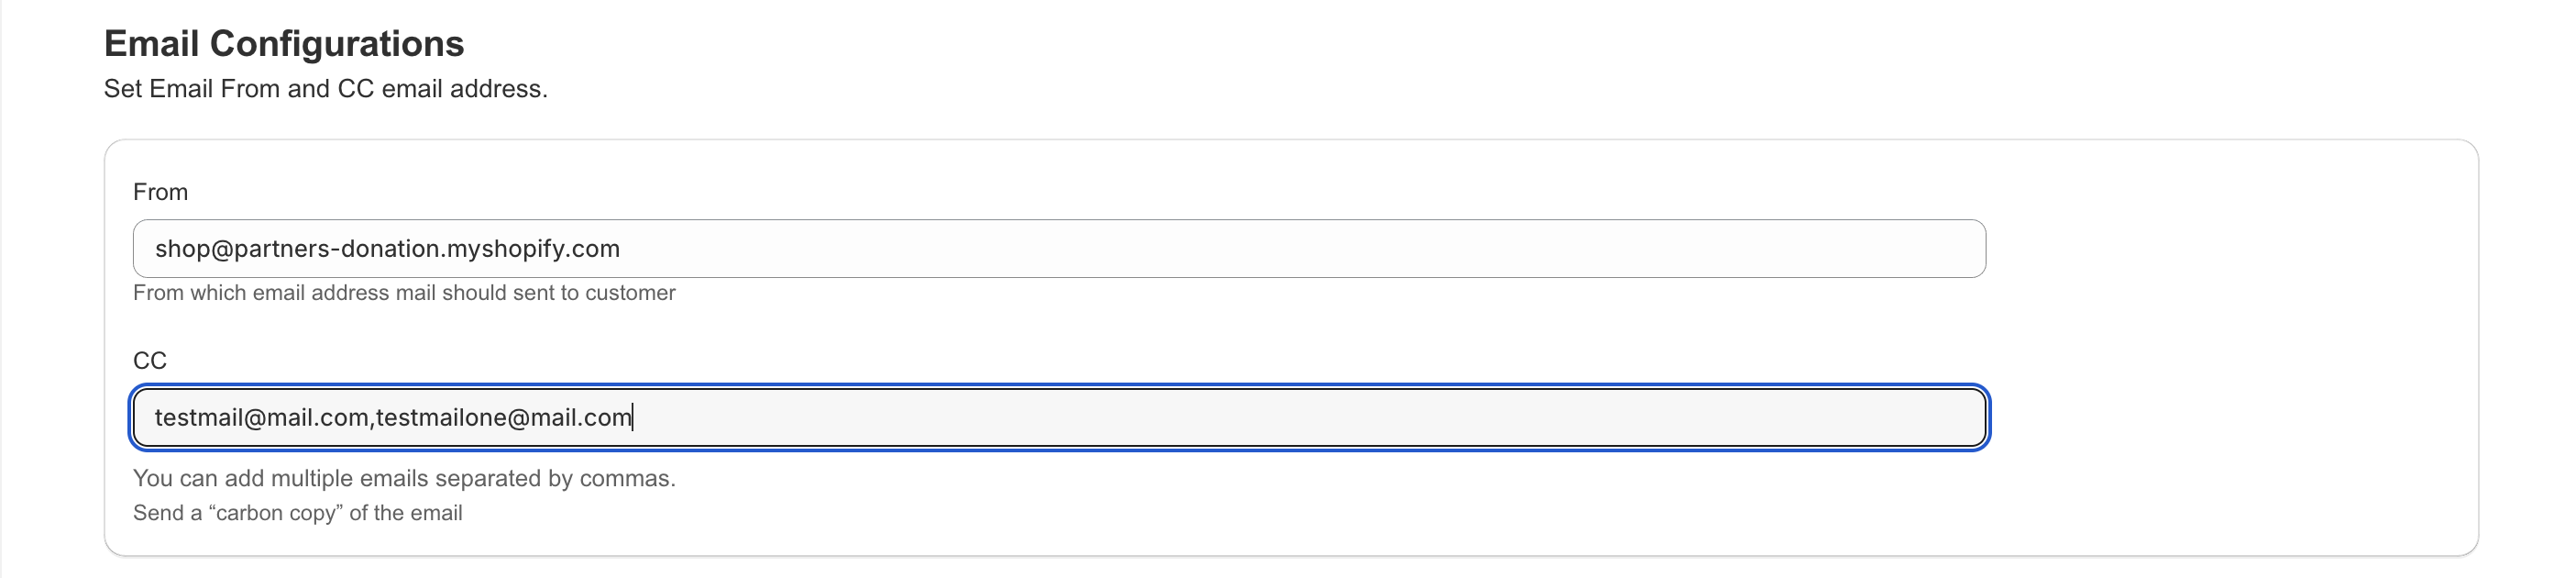 Email Configurations
Set Email From and CC email address.
From
shop@partners-donation.myshopify.com
From which email address mail should sent to customer
CC
testmail@mail.com,testmailone@mail.com
You can add multiple emails separated by commas.
Send a “carbon copy” of the email